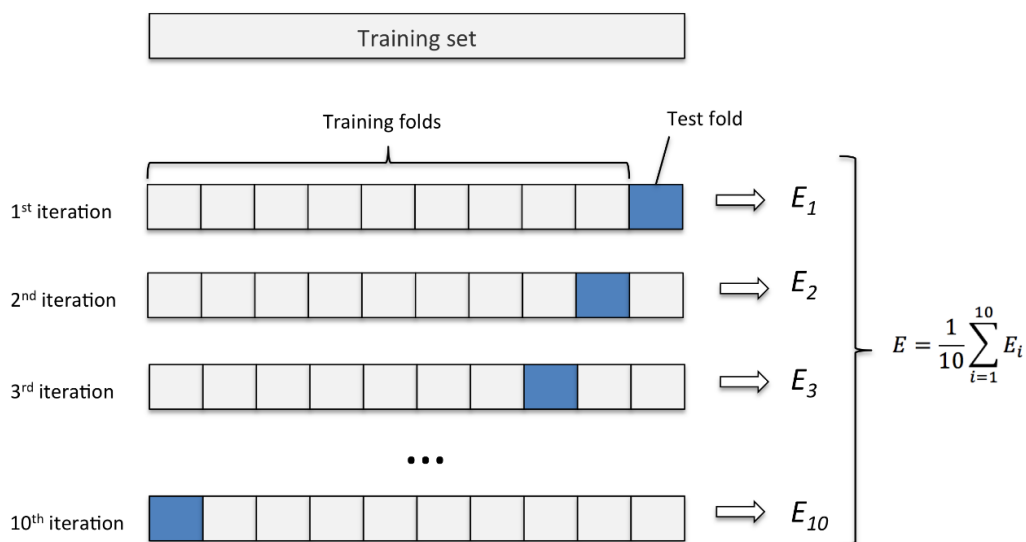 Training set
Training folds
Test fold
1st iteration
E1
2nd iteration
E2
3rd iteration
E3
...
10th iteration
E10
E = 1/10 ∑_{i=1}^{10} E_i